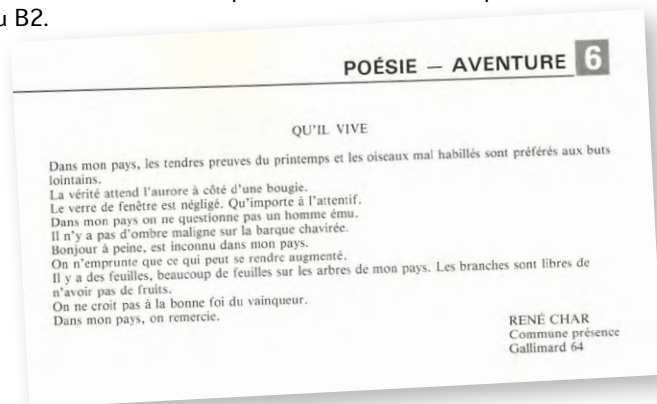 u B2.
POÉSIE — AVENTURE 6
QU'IL VIVE
Dans mon pays, les tendres preuves du printemps et les oiseaux mal habillés sont préférés aux buts
lointains.
La vérité attend l'aurore à côté d'une bougie.
Le verre de fenêtre est négligé. Qu'importe à l'attentif.
Dans mon pays on ne questionne pas un homme ému.
Il n'y a pas d'ombre maligne sur la barque chavirée.
Bonjour à peine, est inconnu dans mon pays.
On n'emprunte que ce qui peut se rendre augmenté.
Il y a des feuilles, beaucoup de feuilles sur les arbres de mon pays. Les branches sont libres de
n'avoir pas de fruits.
On ne croit pas à la bonne foi du vainqueur.
Dans mon pays, on remercie.
RENÉ CHAR
Commune présence
Gallimard 64